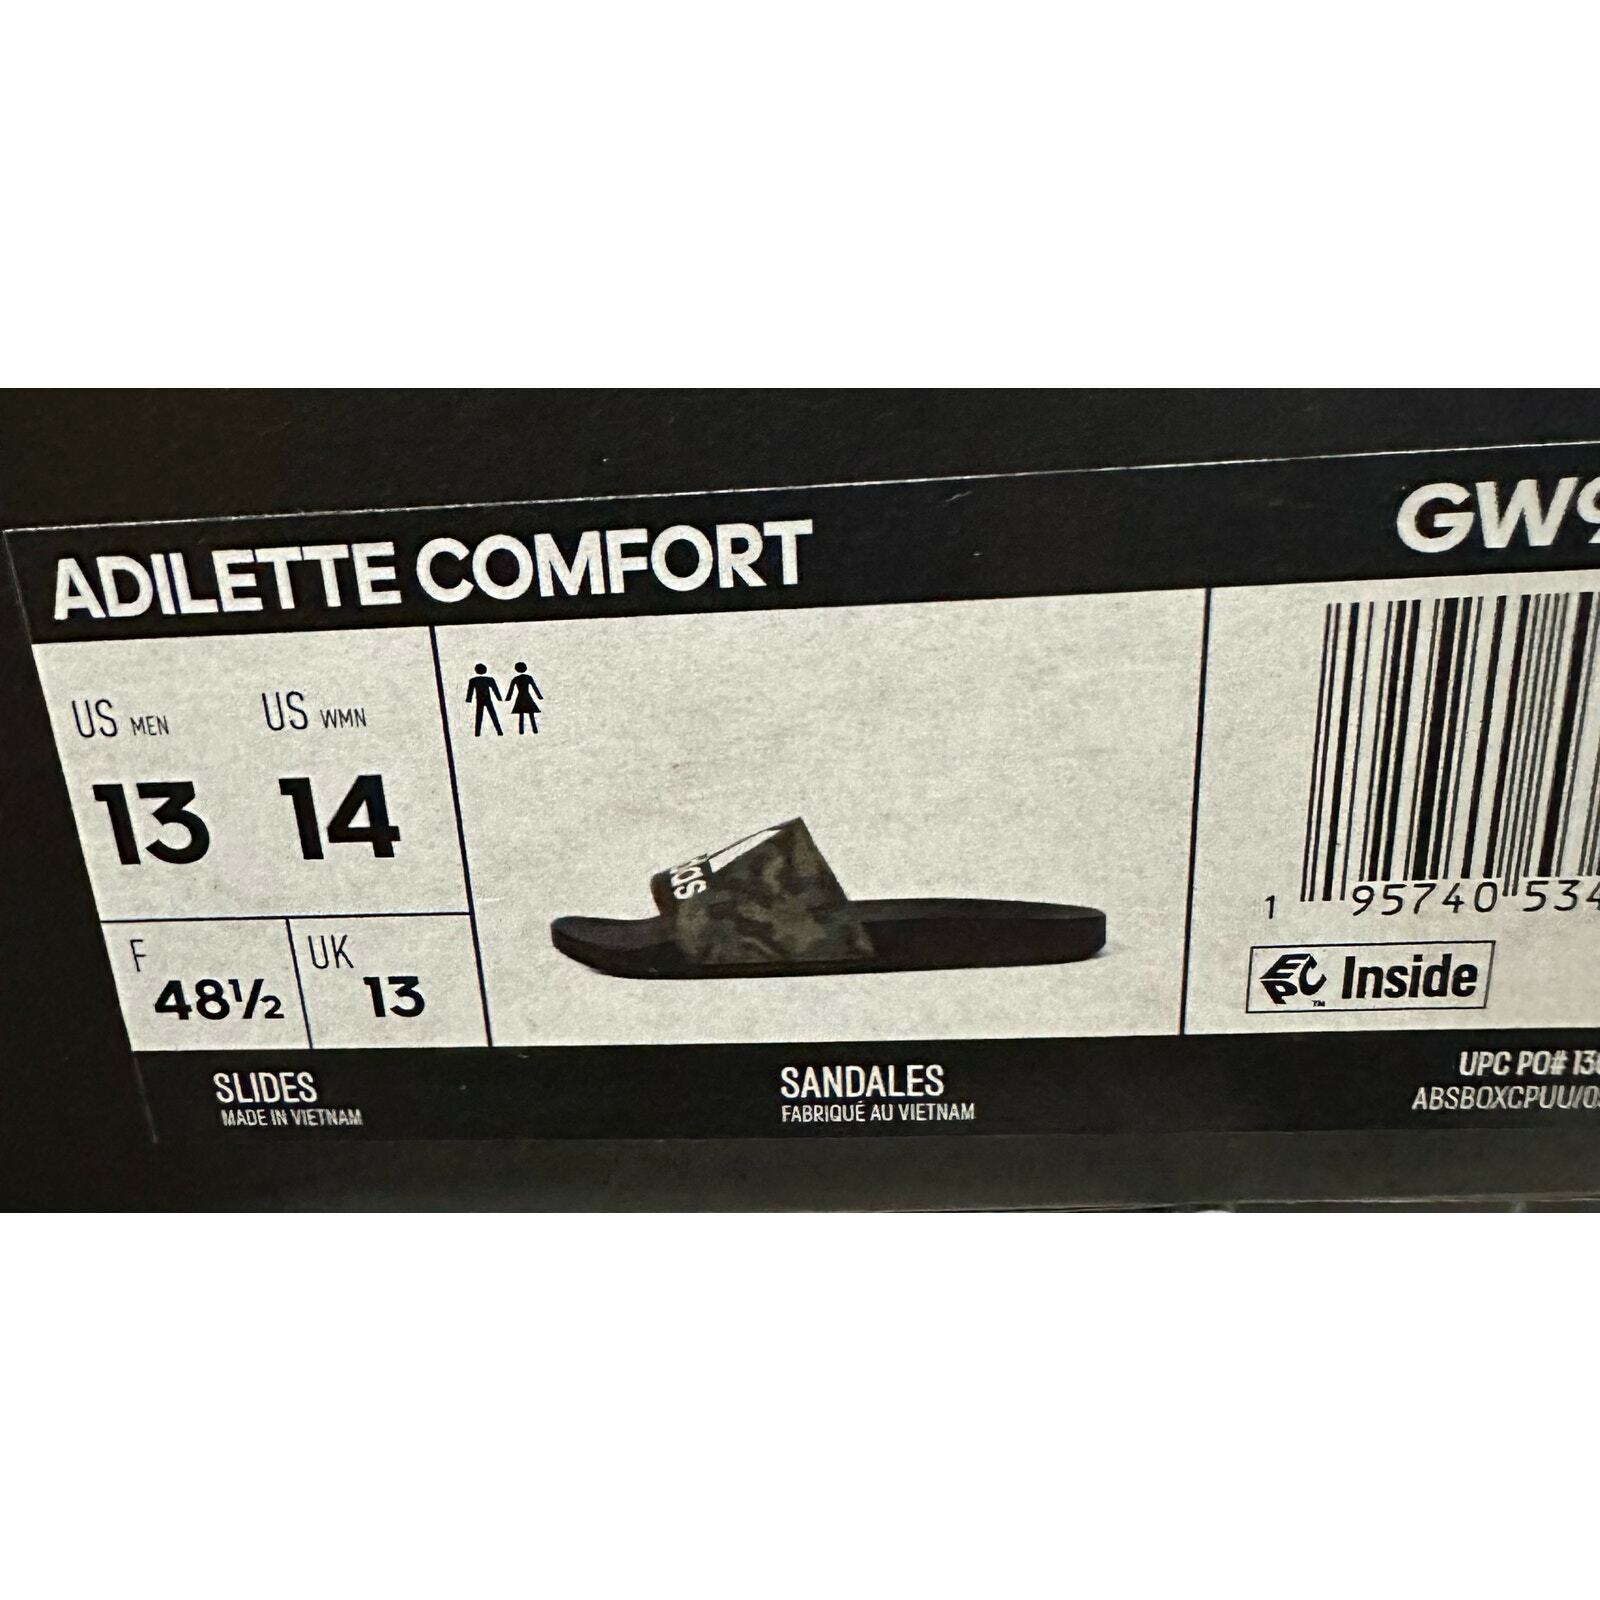 ADILETTE COMFORT
US MEN
US WMN
13
14
F
48½
UK
13
1 95740 534
EPC Inside
SLIDES
MADE IN VIETNAM
SANDALES
FABRIQUÉ AU VIETNAM
UPC PO#